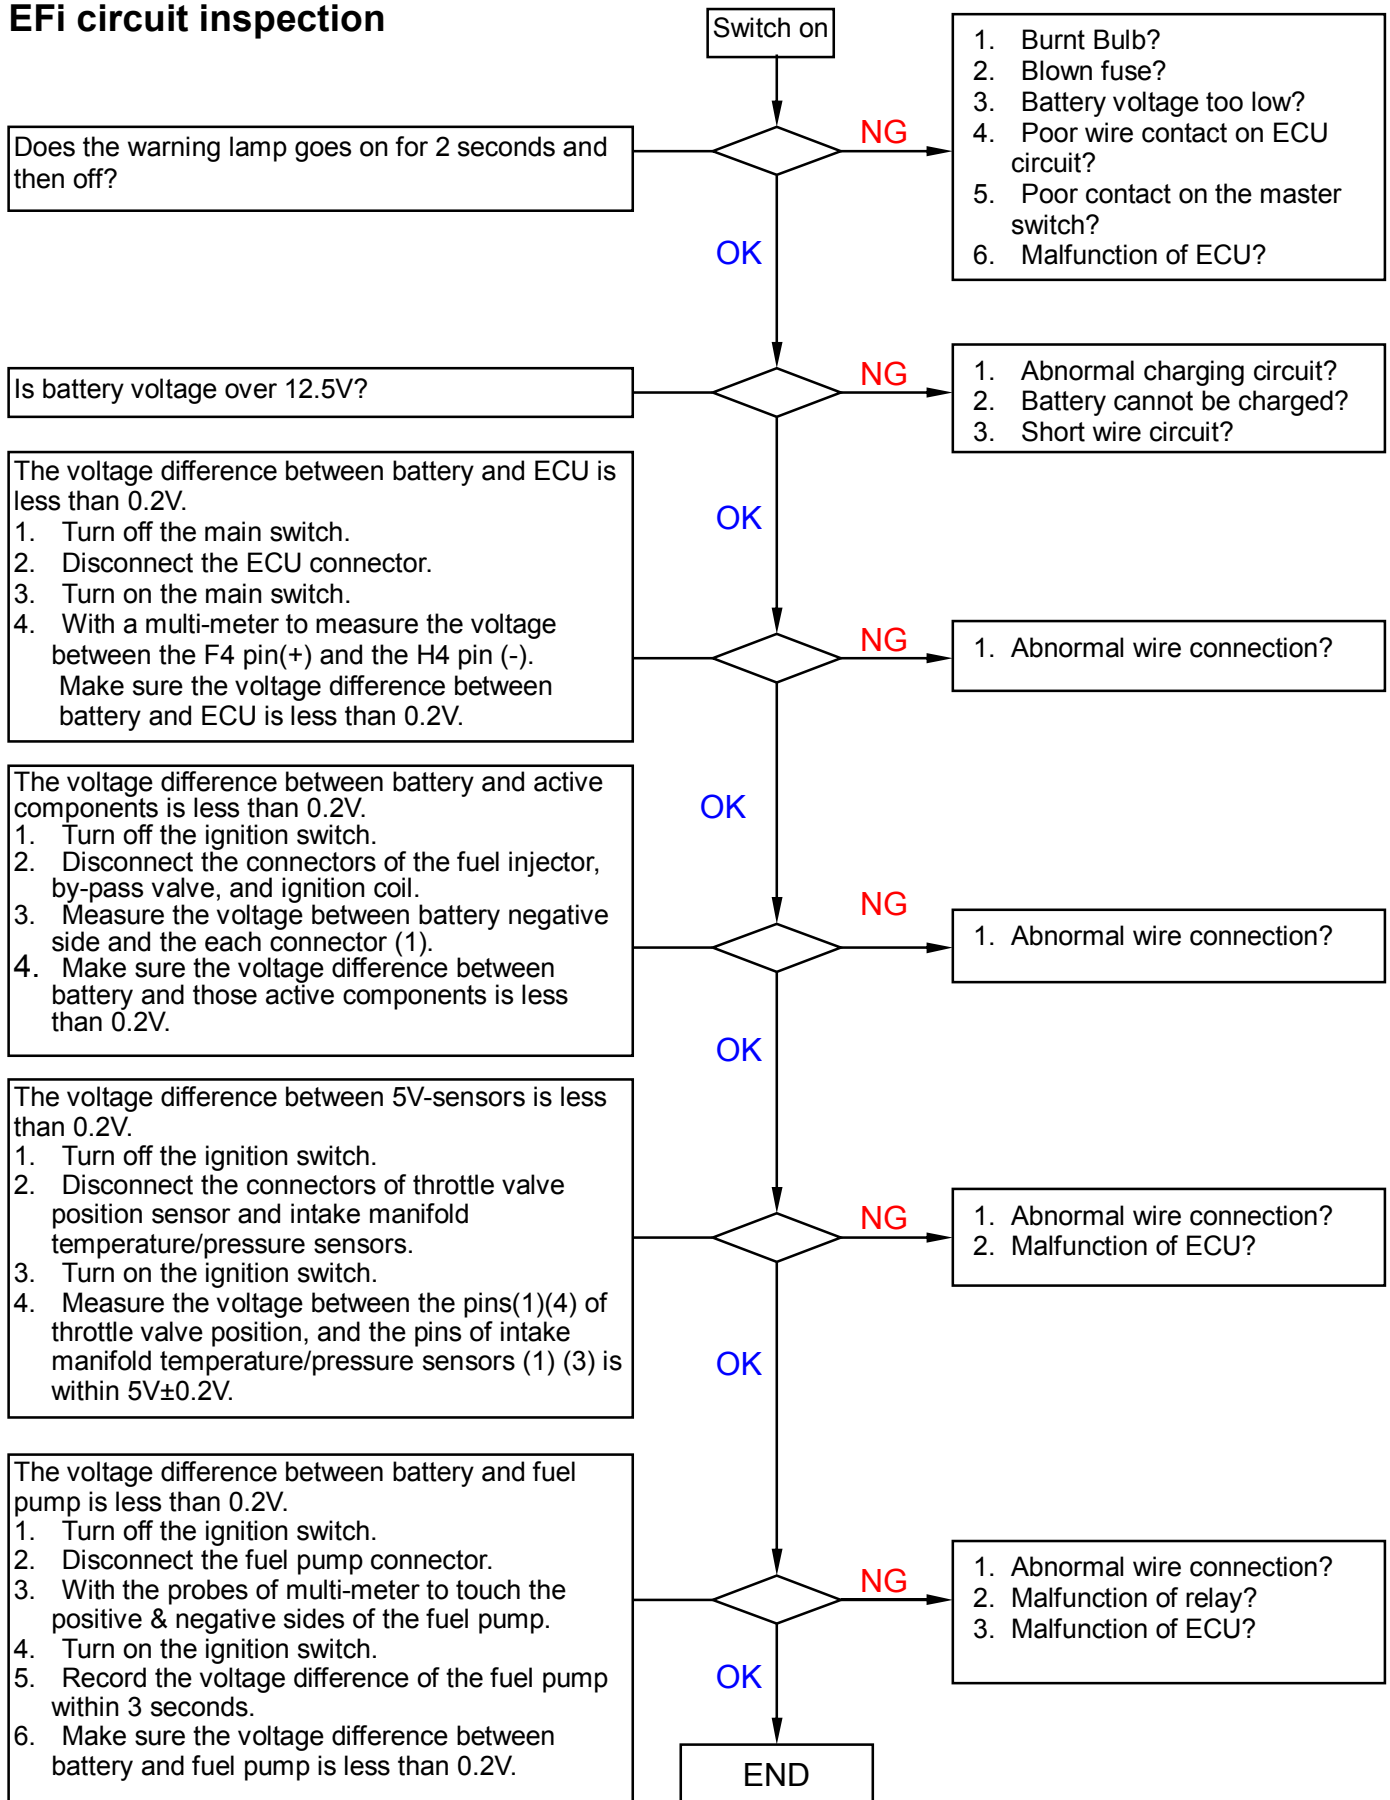 EFi circuit inspection
Switch on
1. Burnt Bulb?
2. Blown fuse?
3. Battery voltage too low?
4. Poor wire contact on ECU
circuit?
5. Poor contact on the master
switch?
6. Malfunction of ECU?
NG
Does the warning lamp goes on for 2 seconds and
then off?
OK
Is battery voltage over 12.5V?
NG
1. Abnormal charging circuit?
2. Battery cannot be charged?
3. Short wire circuit?
The voltage difference between battery and ECU is
less than 0.2V.
1. Turn off the main switch.
2. Disconnect the ECU connector.
3. Turn on the main switch.
4. With a multi-meter to measure the voltage
between the F4 pin(+) and the H4 pin (-).
Make sure the voltage difference between
battery and ECU is less than 0.2V.
OK
NG
1. Abnormal wire connection?
The voltage difference between battery and active
components is less than 0.2V.
1. Turn off the ignition switch.
2. Disconnect the connectors of the fuel injector,
by-pass valve, and ignition coil.
3. Measure the voltage between battery negative
side and the each connector (1).
4. Make sure the voltage difference between
battery and those active components is less
than 0.2V.
OK
NG
1. Abnormal wire connection?
OK
The voltage difference between 5V-sensors is less
than 0.2V.
1. Turn off the ignition switch.
2. Disconnect the connectors of throttle valve
position sensor and intake manifold
temperature/pressure sensors.
3. Turn on the ignition switch.
4. Measure the voltage between the pins(1)(4) of
throttle valve position, and the pins of intake
manifold temperature/pressure sensors (1) (3) is
within 5V±0.2V.
NG
1. Abnormal wire connection?
2. Malfunction of ECU?
OK
The voltage difference between battery and fuel
pump is less than 0.2V.
1. Turn off the ignition switch.
2. Disconnect the fuel pump connector.
3. With the probes of multi-meter to touch the
positive & negative sides of the fuel pump.
4. Turn on the ignition switch.
5. Record the voltage difference of the fuel pump
within 3 seconds.
6. Make sure the voltage difference between
battery and fuel pump is less than 0.2V.
NG
1. Abnormal wire connection?
2. Malfunction of relay?
3. Malfunction of ECU?
OK
END